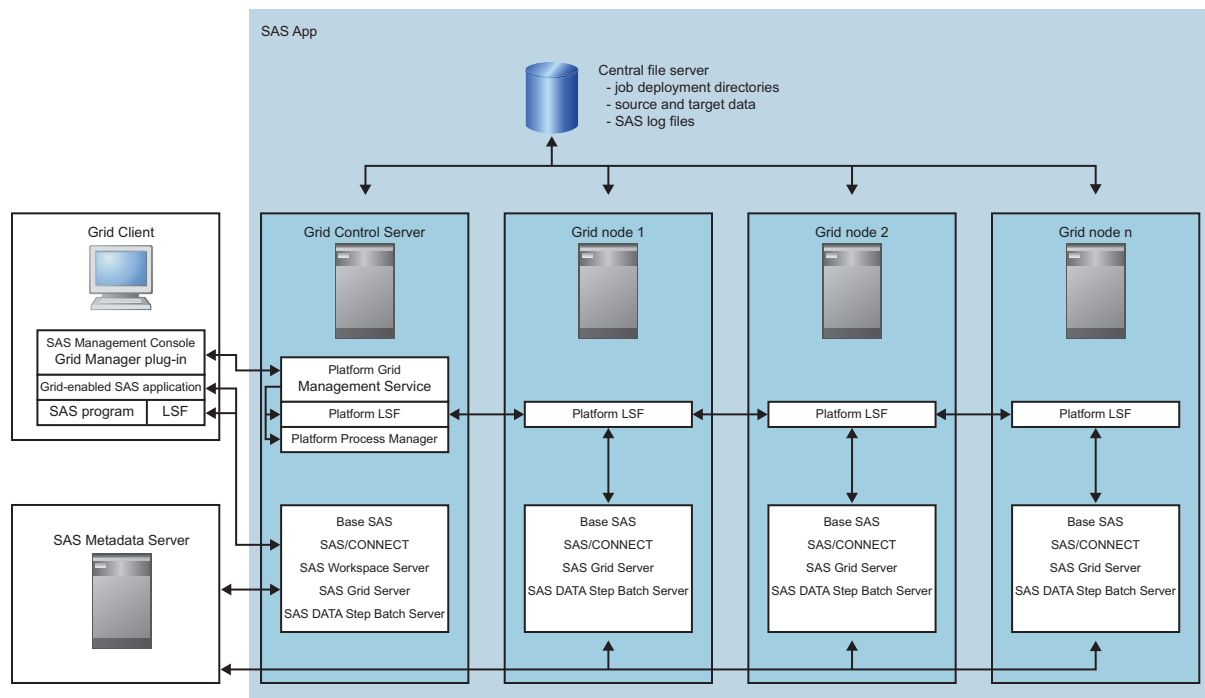 SAS App
Central file server
- job deployment directories
- source and target data
- SAS log files
Grid Client
SAS Management Console
Grid Manager plug-in
Grid-enabled SAS application
SAS program
LSF
SAS Metadata Server
Grid Control Server
Platform Grid
Management Service
Platform LSF
Platform Process Manager
Base SAS
SAS/CONNECT
SAS Workspace Server
SAS Grid Server
SAS DATA Step Batch Server
Grid node 1
Platform LSF
Base SAS
SAS/CONNECT
SAS Grid Server
SAS DATA Step Batch Server
Grid node 2
Platform LSF
Base SAS
SAS/CONNECT
SAS Grid Server
SAS DATA Step Batch Server
Grid node n
Platform LSF
Base SAS
SAS/CONNECT
SAS Grid Server
SAS DATA Step Batch Server